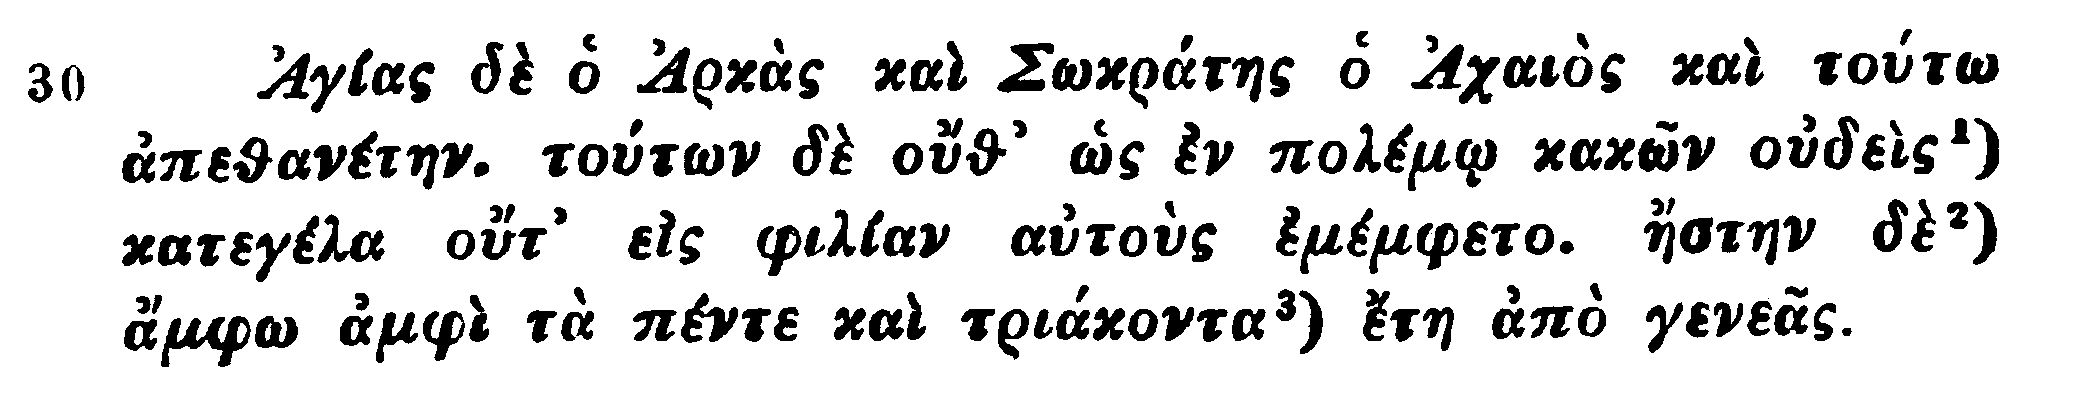 30 Ἀγίας δὲ ὁ Ἀρκὰς καὶ Σωκράτης ὁ Ἀχαιὸς καὶ τούτω
ἀπεθανέτην. τούτων δὲ οὔθ’ ὡς ἐν πολέμῳ κακῶν οὐδεὶς¹)
κατεγέλα οὔτ’ εἰς φιλίαν αὐτοὺς ἐμέμφετο. ἤστην δὲ²)
ἄμφω ἀμφὶ τὰ πέντε καὶ τριάκοντα³) ἔτη ἀπὸ γενεᾶς.